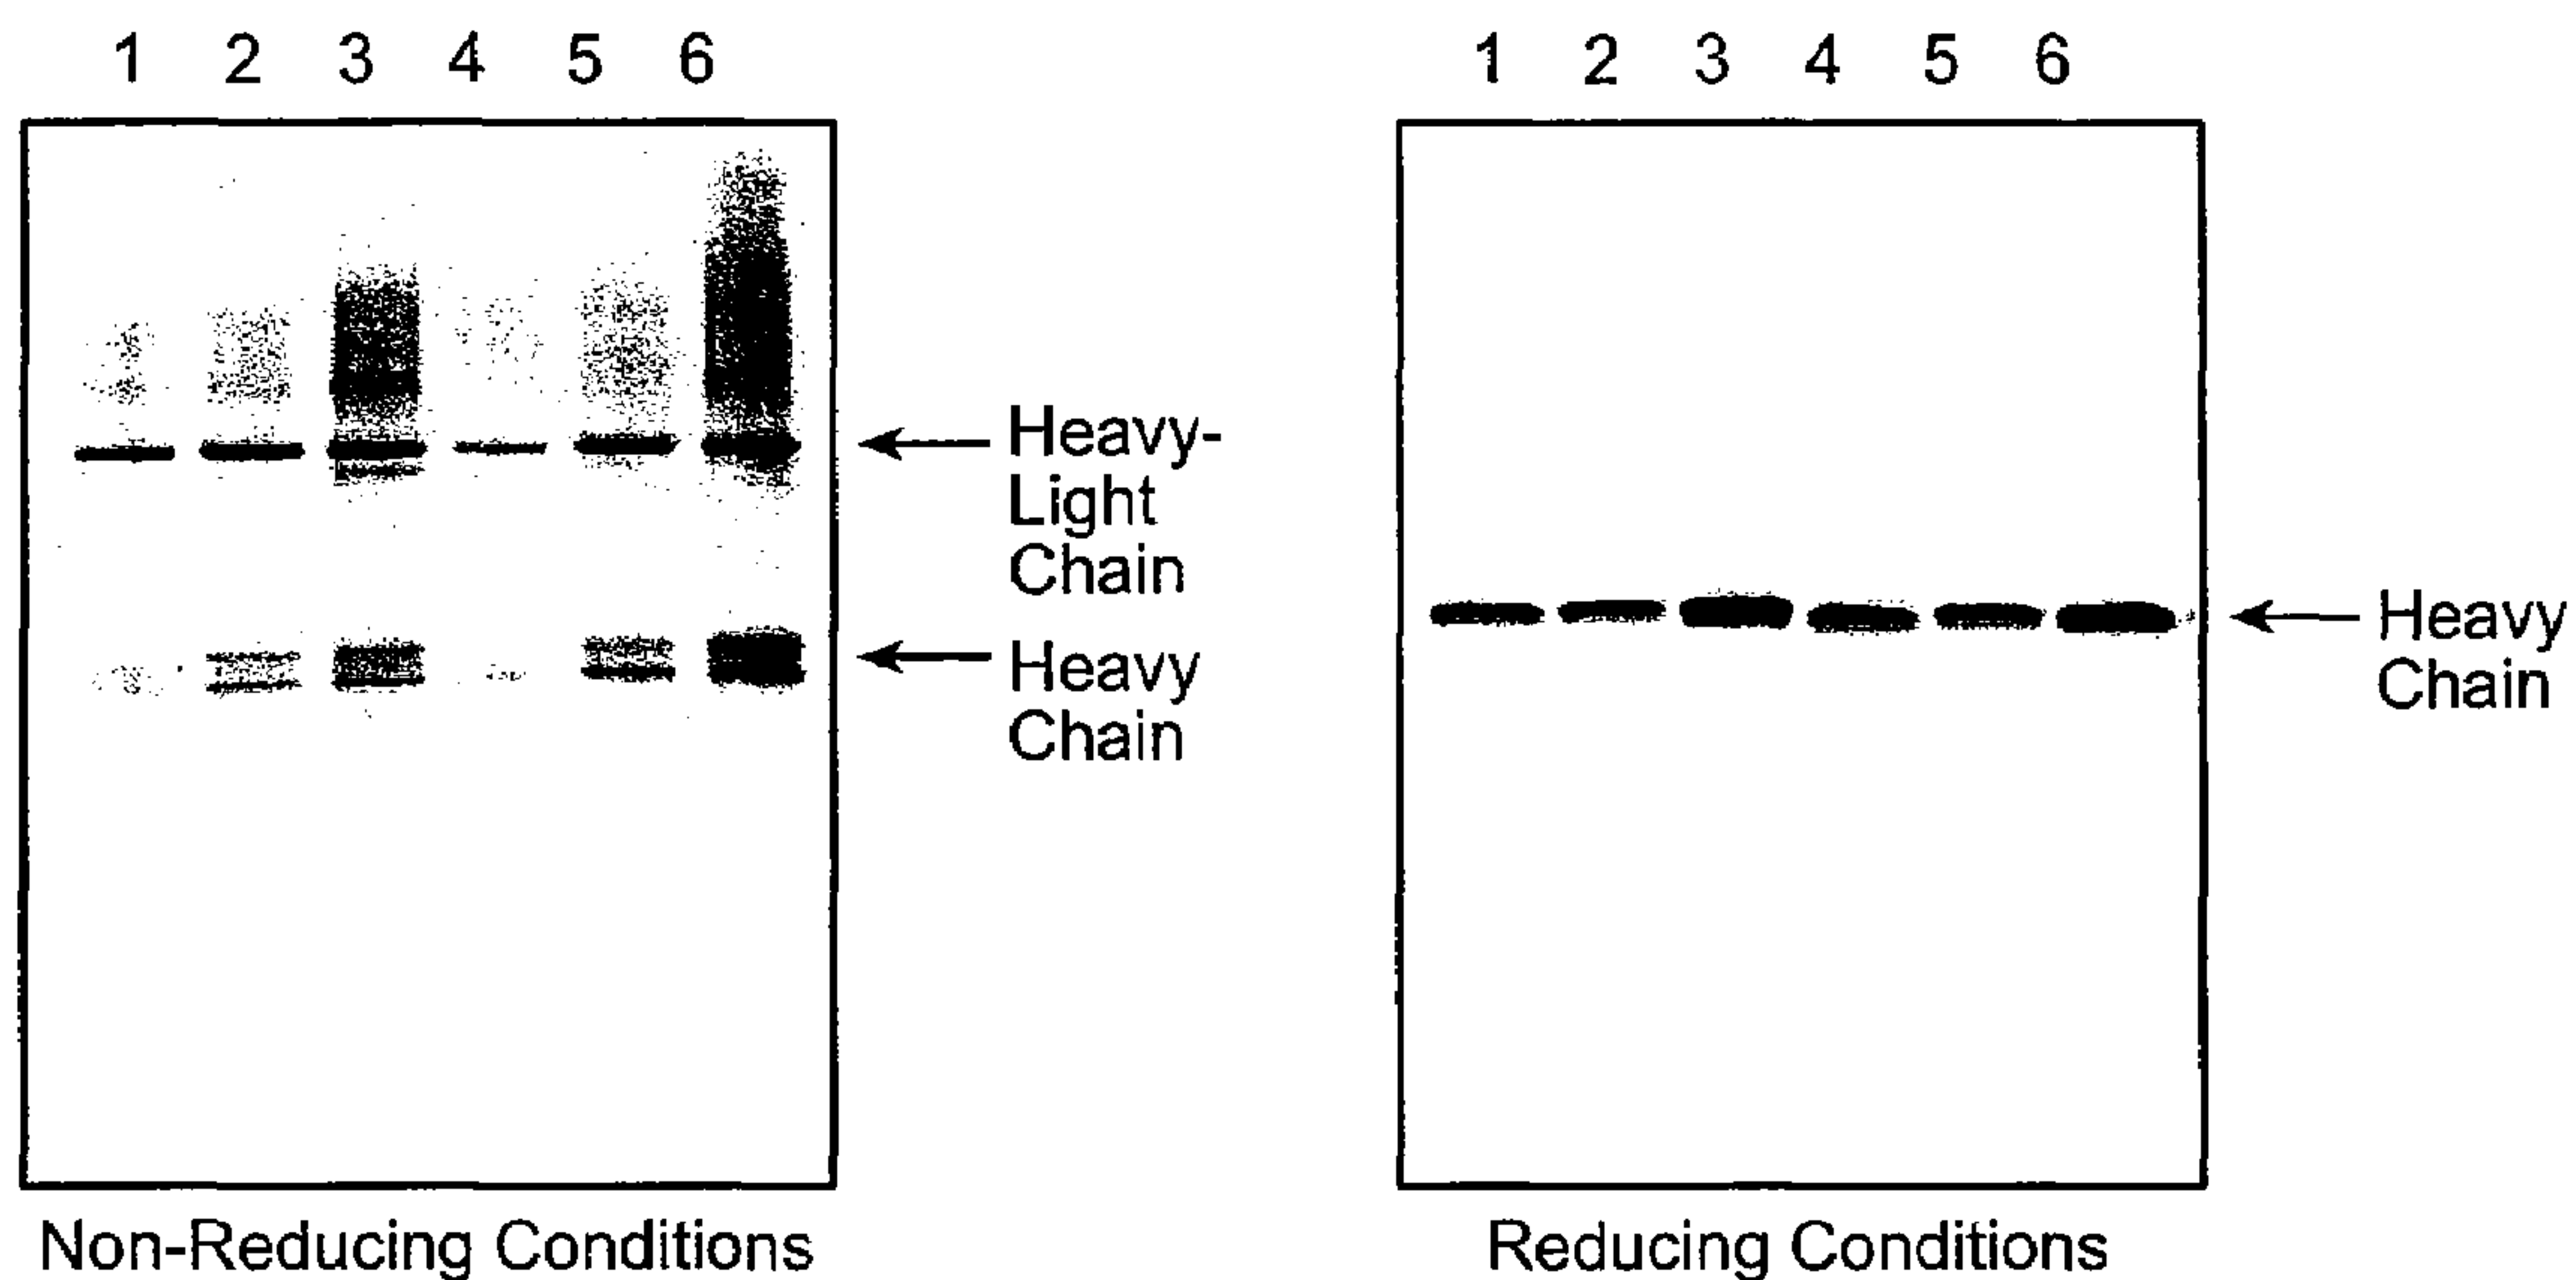 1 2 3 4 5 6
Heavy-
Light
Chain
Heavy
Chain
Non-Reducing Conditions
1 2 3 4 5 6
Heavy
Chain
Reducing Conditions